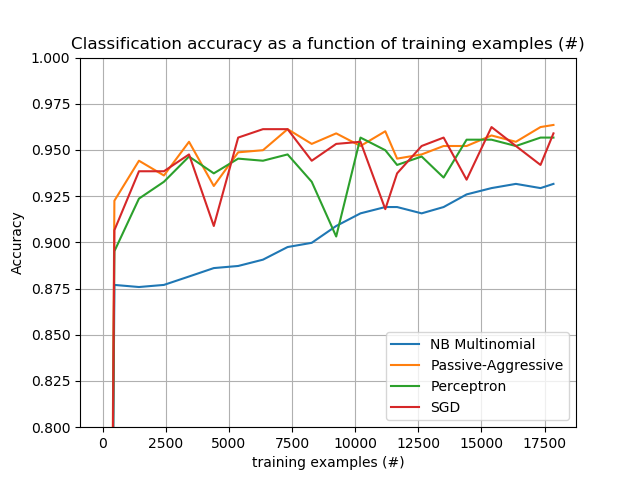 Classification accuracy as a function of training examples (#)
1.000
0.975
0.950
0.925
0.900
0.875
0.850
0.825
0.800
Accuracy
NB Multinomial
Passive-Aggressive
Perceptron
SGD
0 2500 5000 7500 10000 12500 15000 17500
training examples (#)